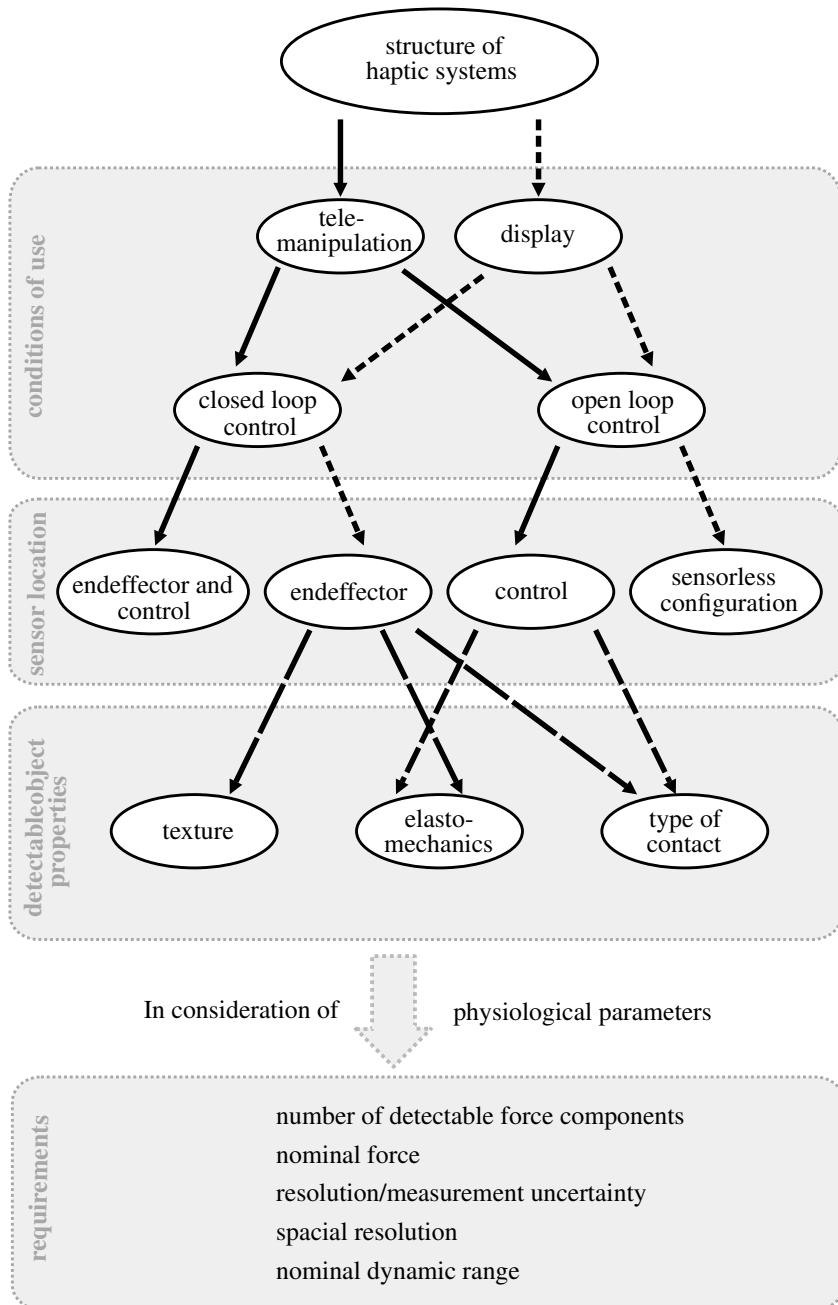 structure of
haptic systems
conditions of use
tele-
manipulation
display
closed loop
control
open loop
control
sensor location
endeffector and
control
endeffector
control
sensorless
configuration
detectableobject
properties
texture
elasto-
mechanics
type of
contact
In consideration of
physiological parameters
requirements
number of detectable force components
nominal force
resolution/measurement uncertainty
spacial resolution
nominal dynamic range